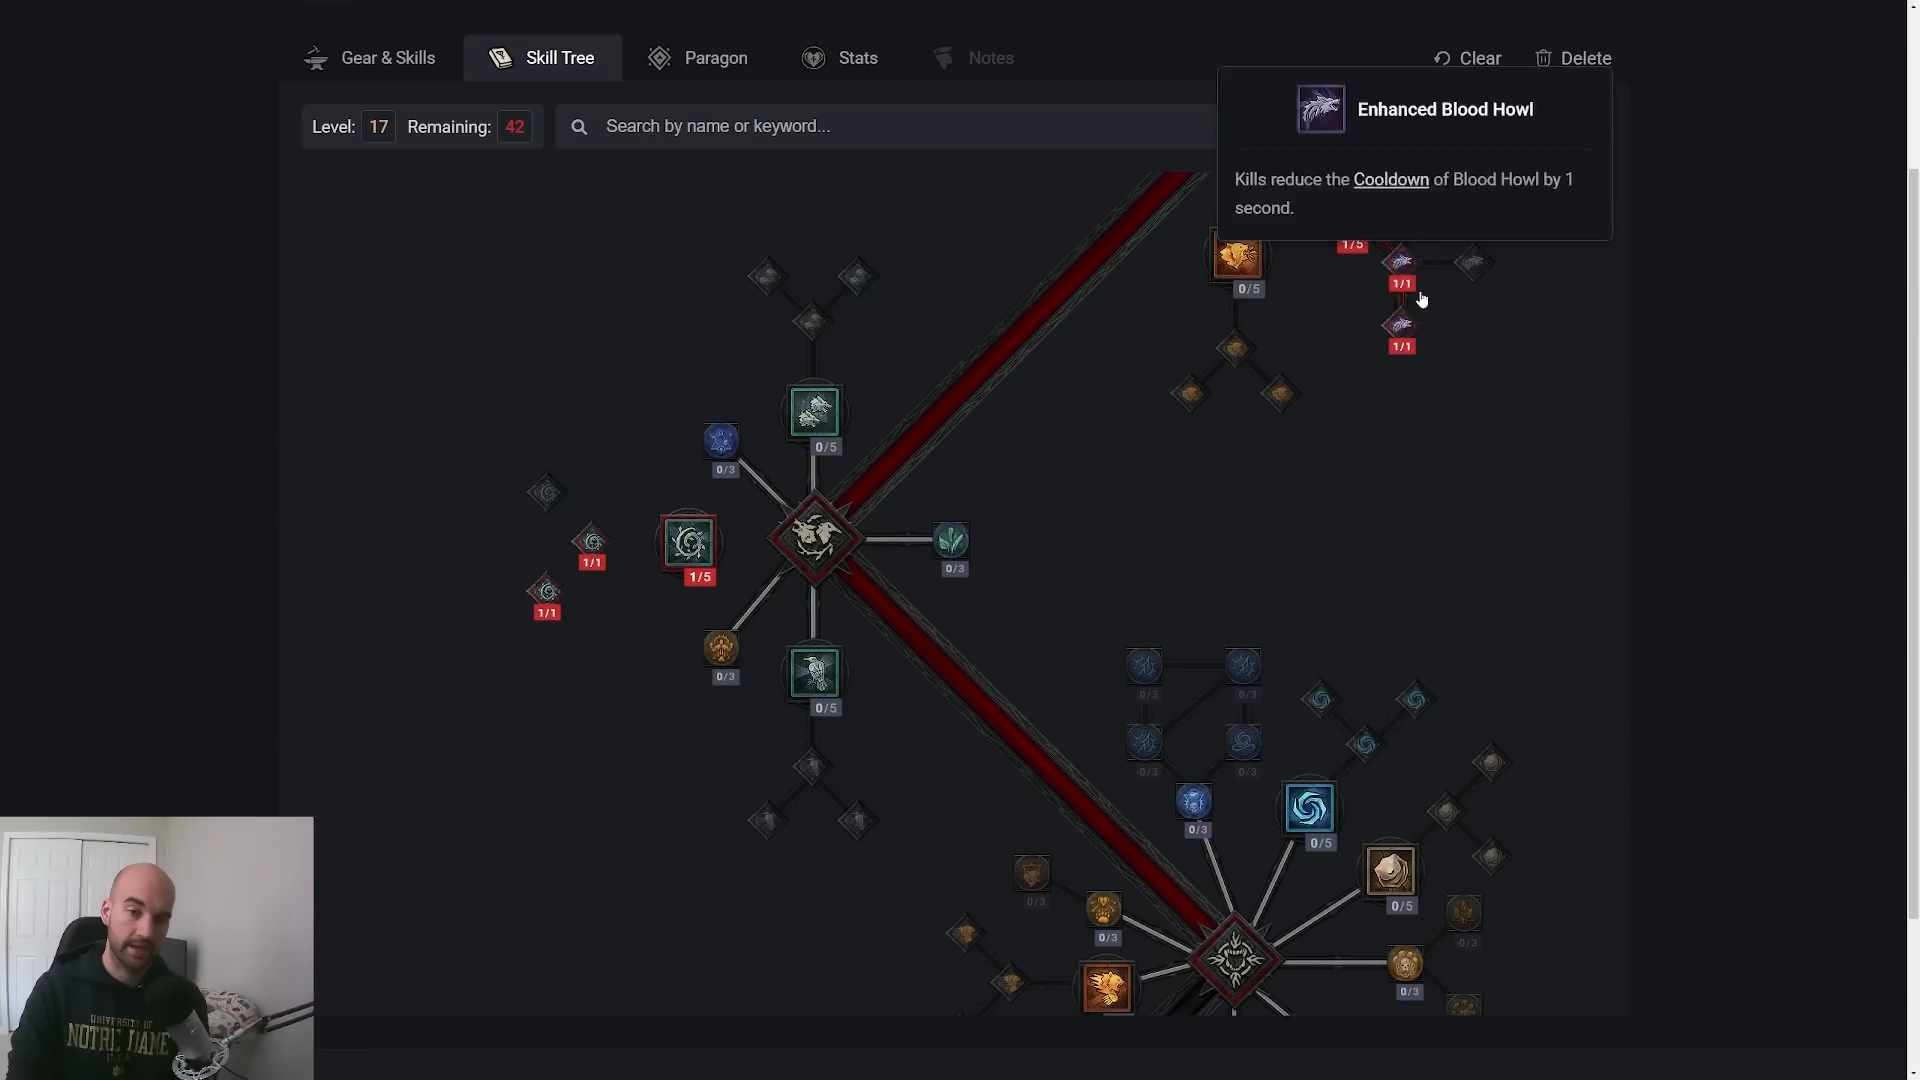 Gear & Skills
Skill Tree
Paragon
Stats
Notes
Clear
Delete
Level: 17 Remaining: 42
Search by name or keyword...
Enhanced Blood Howl
Kills reduce the Cooldown of Blood Howl by 1
second.
1/5
0/5
1/1
1/1
0/5
0/3
1/1
1/5
0/3
1/1
0/3
0/5
0/3
0/3
0/3
0/3
0/3
0/5
0/3
0/5
0/3
0/3
0/3
UNIVERSITY OF
NOTRE DAME